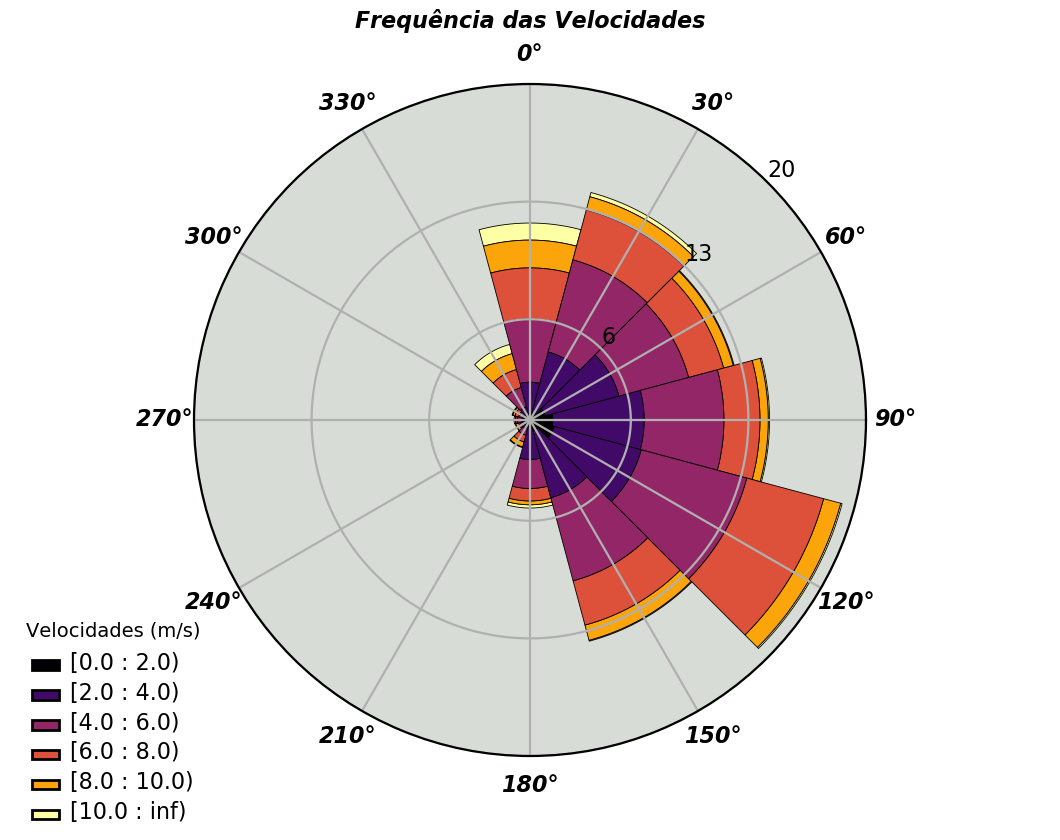 Frequência das Velocidades
0°
330°
30°
20
300°
60°
13
6
270°
90°
240°
120°
210°
150°
180°
Velocidades (m/s)
[0.0 : 2.0)
[2.0 : 4.0)
[4.0 : 6.0)
[6.0 : 8.0)
[8.0 : 10.0)
[10.0 : inf)